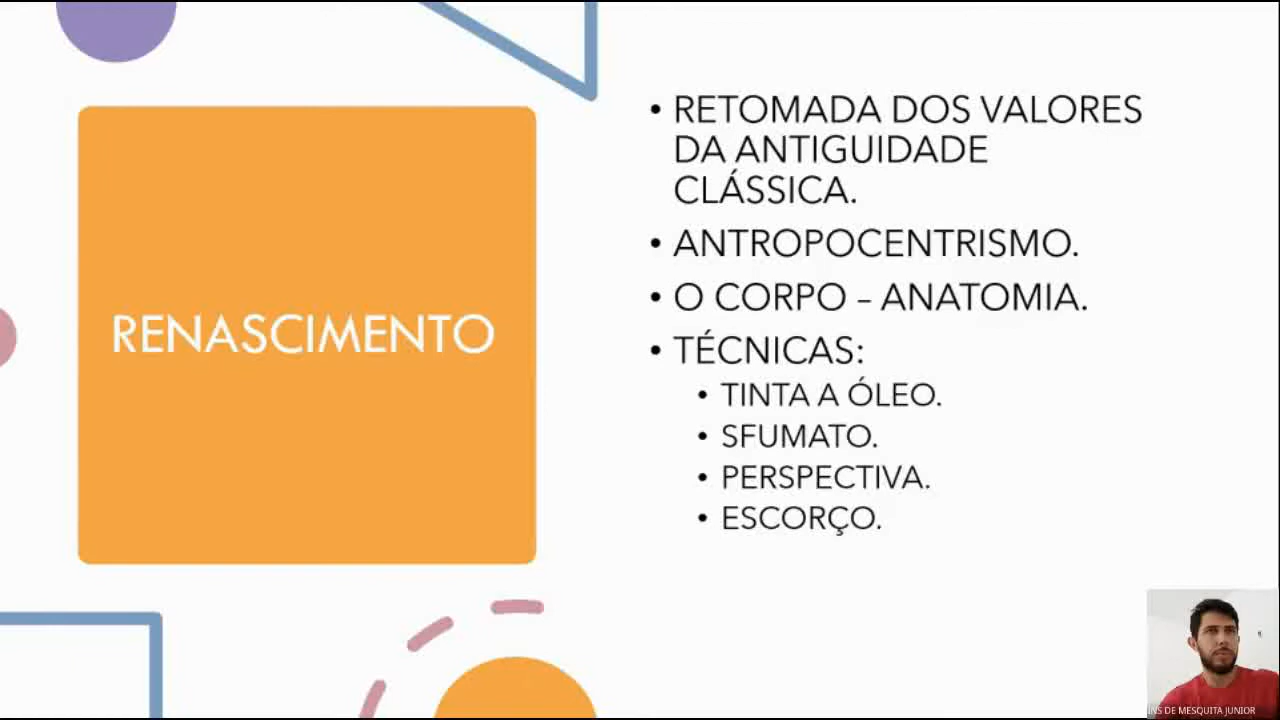 RENASCIMENTO
• RETOMADA DOS VALORES
DA ANTIGUIDADE
CLÁSSICA.
• ANTROPOCENTRISMO.
• O CORPO – ANATOMIA.
• TÉCNICAS:
• TINTA A ÓLEO.
• SFUMATO.
• PERSPECTIVA.
• ESCORÇO.
INS DE MESQUITA JUNIOR